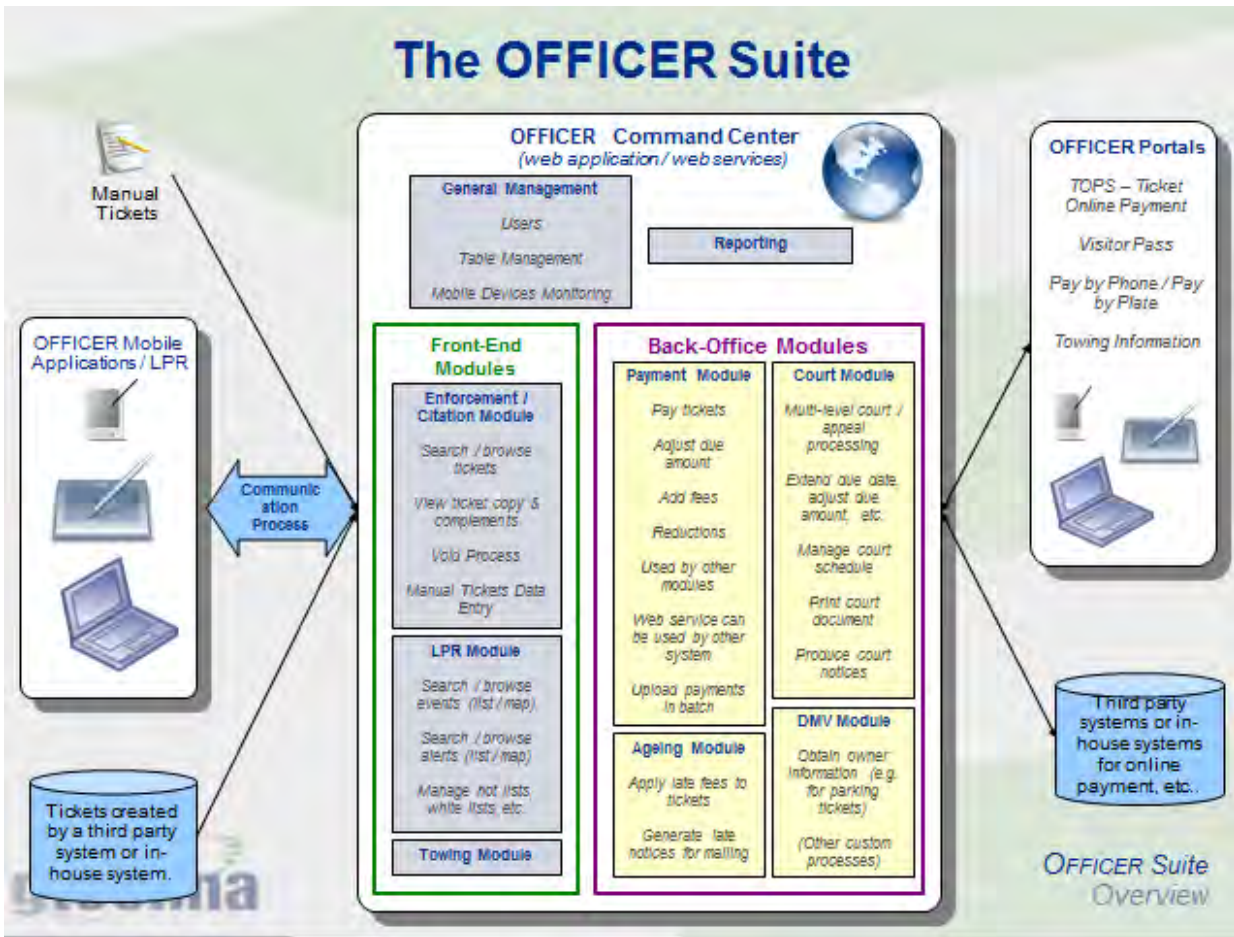 The OFFICER Suite
Manual
Tickets
OFFICER Mobile
Applications / LPR
Communic
ation
Process
Tickets created
by a third party
system or in-
house system.
OFFICER Command Center
(web application / web services)
General Management
Users
Table Management
Mobile Devices Monitoring
Reporting
Front-End
Modules
Enforcement /
Citation Module
Search / browse
tickets
View ticket copy &
complements
Void Process
Manual Tickets Data
Entry
LPR Module
Search / browse
events (list / map)
Search / browse
alerts (list / map)
Manage hot lists,
white lists, etc.
Towing Module
Back-Office Modules
Payment Module
Pay tickets
Adjust due
amount
Add fees
Reductions
Used by other
modules
Web service can
be used by other
system
Upload payments
in batch
Ageing Module
Apply late fees to
tickets
Generate late
notices for mailing
Court Module
Multi-level court /
appeal
processing
Extend due date,
adjust due
amount, etc.
Manage court
schedule
Print court
document
Produce court
notices
DMV Module
Obtain owner
information (e.g.
for parking
tickets)
(Other custom
processes)
OFFICER Portals
TOPS – Ticket
Online Payment
Visitor Pass
Pay by Phone / Pay
by Plate
Towing Information
Third party
systems or in-
house systems
for online
payment, etc..
OFFICER SUITE
Overview